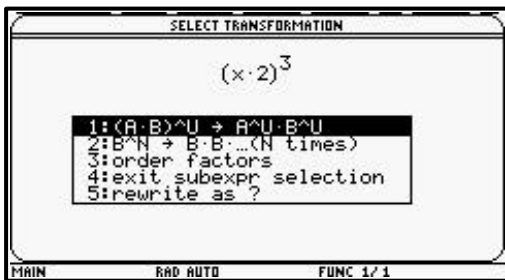 SELECT TRANSFORMATION
(x·2)³
1:(A·B)^U → A^U·B^U
2:B^N → B·B·…(N times)
3:order factors
4:exit subexpr selection
5:rewrite as ?
MAIN RAD AUTO FUNC 1/1